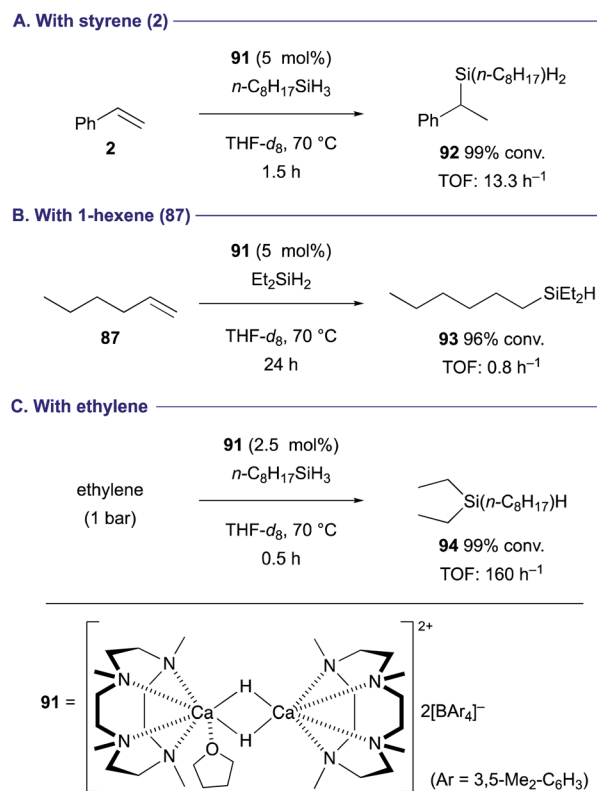 A. With styrene (2)
91 (5 mol%)
n-C₈H₁₇SiH₃
THF-d₈, 70 °C
1.5 h
Ph
2
Si(n-C₈H₁₇)H₂
Ph
92 99% conv.
TOF: 13.3 h⁻¹
B. With 1-hexene (87)
91 (5 mol%)
Et₂SiH₂
THF-d₈, 70 °C
24 h
87
SiEt₂H
93 96% conv.
TOF: 0.8 h⁻¹
C. With ethylene
ethylene
(1 bar)
91 (2.5 mol%)
n-C₈H₁₇SiH₃
THF-d₈, 70 °C
0.5 h
Si(n-C₈H₁₇)H
94 99% conv.
TOF: 160 h⁻¹
91 =
2+
N N
N H N
Ca Ca
N H N
N O N
2[BAr₄]⁻
(Ar = 3,5-Me₂-C₆H₃)